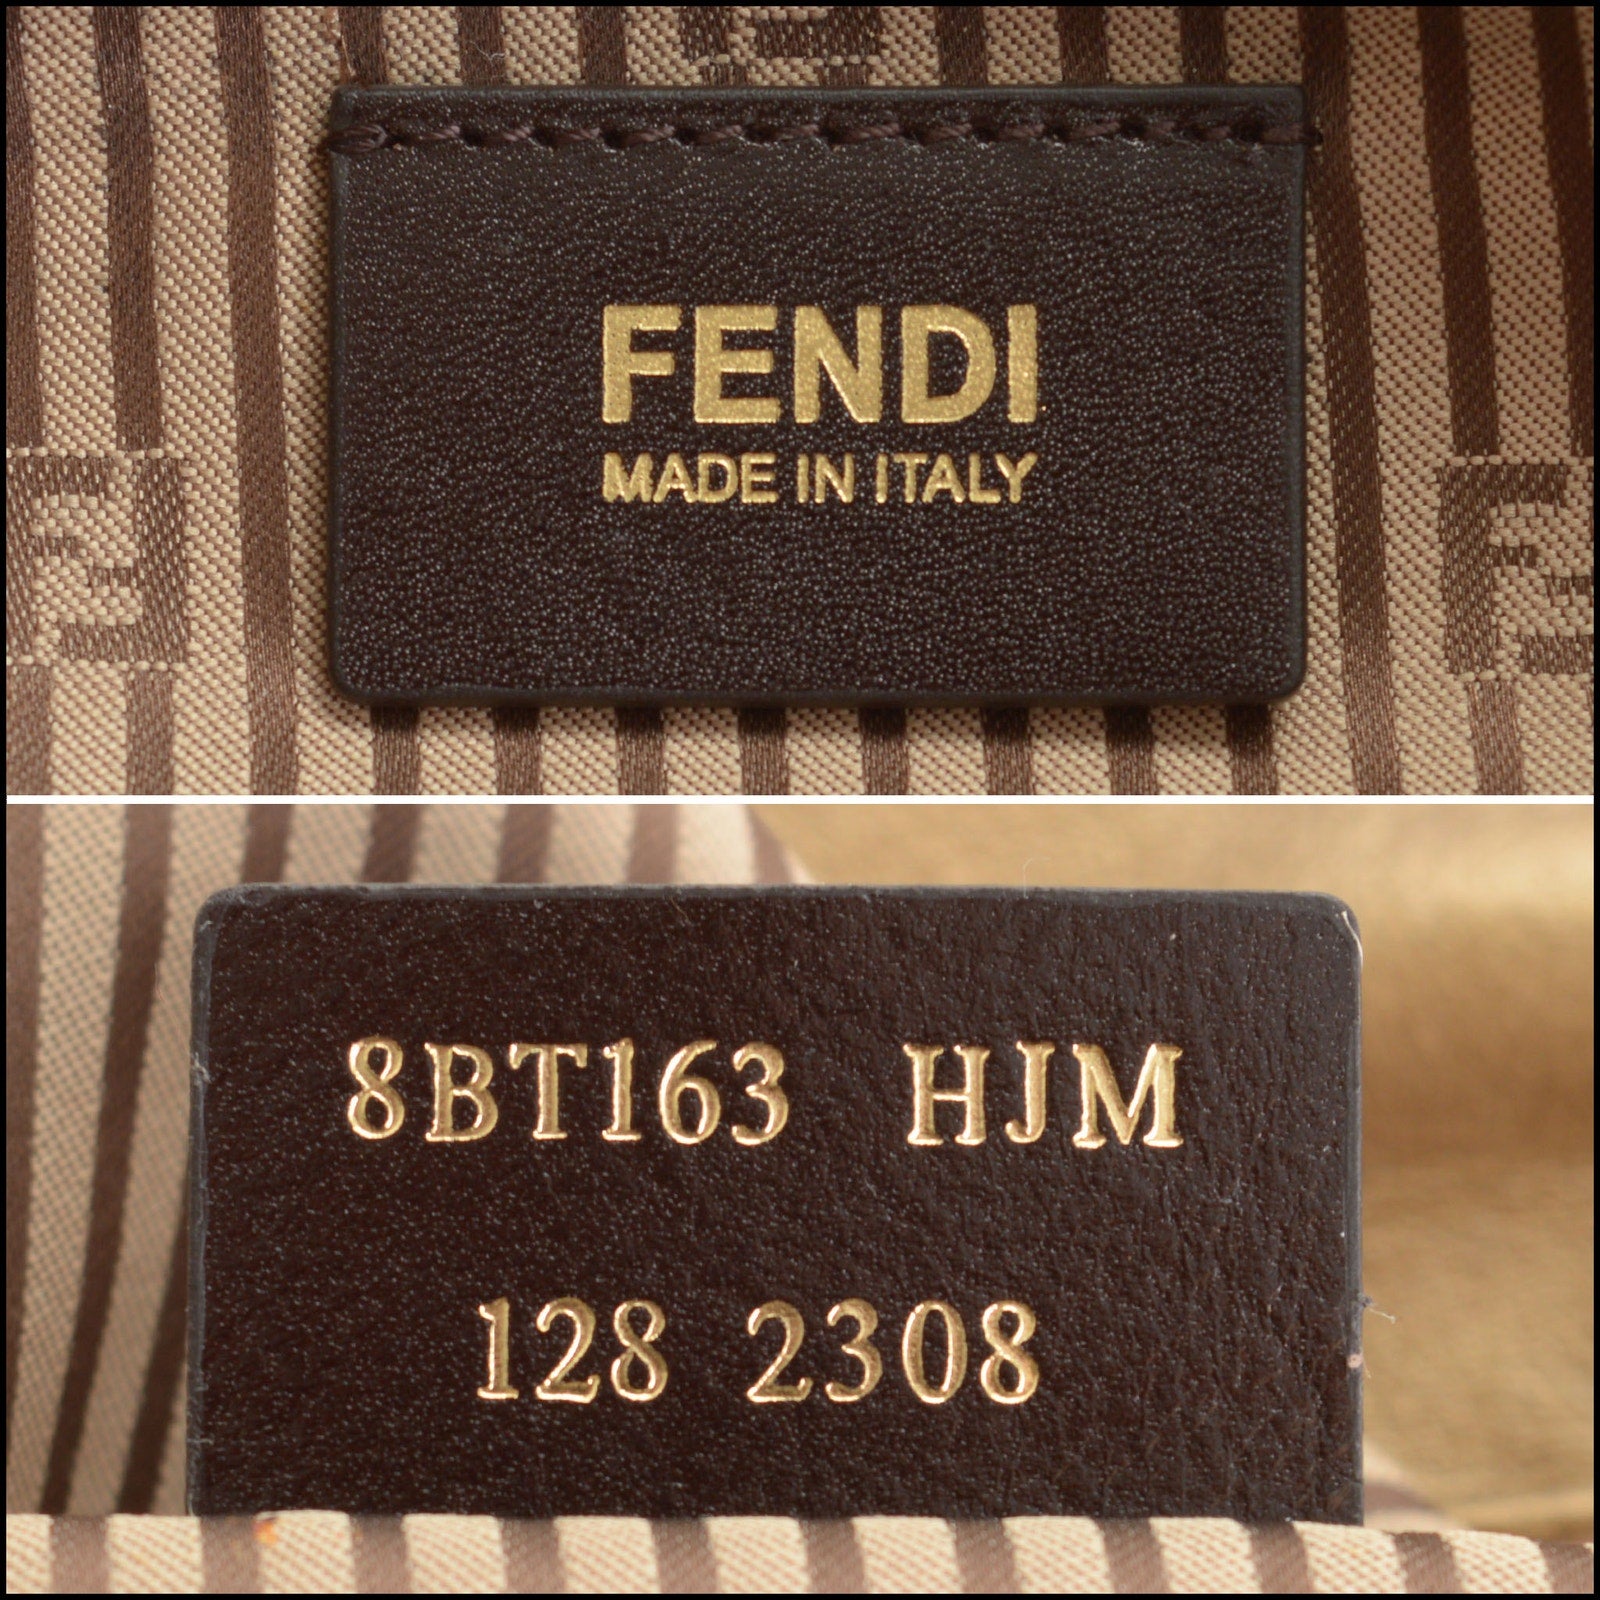 FENDI
MADE IN ITALY
8BT163 HJM
128 2308